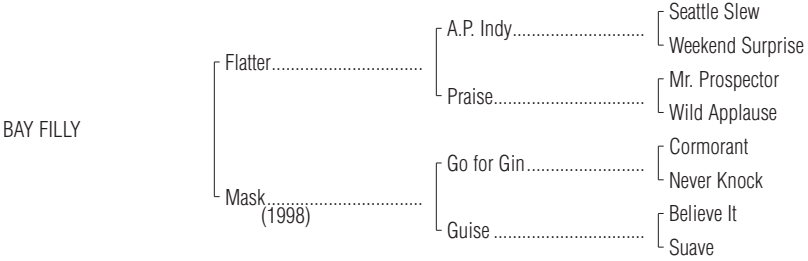 Seattle Slew
A.P. Indy...........................
Weekend Surprise
Flatter...............................
Mr. Prospector
Praise...............................
Wild Applause
BAY FILLY
Cormorant
Go for Gin.........................
Never Knock
Mask................................
(1998)
Believe It
Guise ...............................
Suave